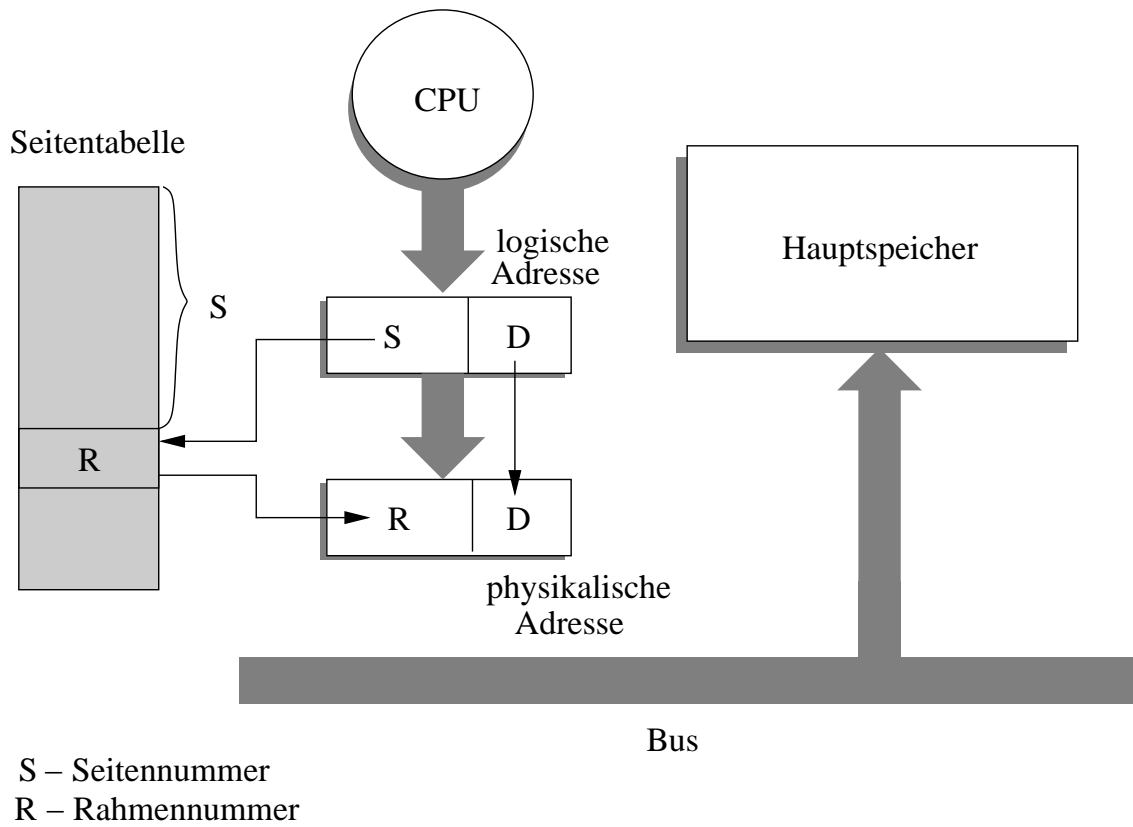 CPU
Seitentabelle
logische
Adresse
Hauptspeicher
S
S
D
R
R
D
physikalische
Adresse
Bus
S – Seitennummer
R – Rahmennummer